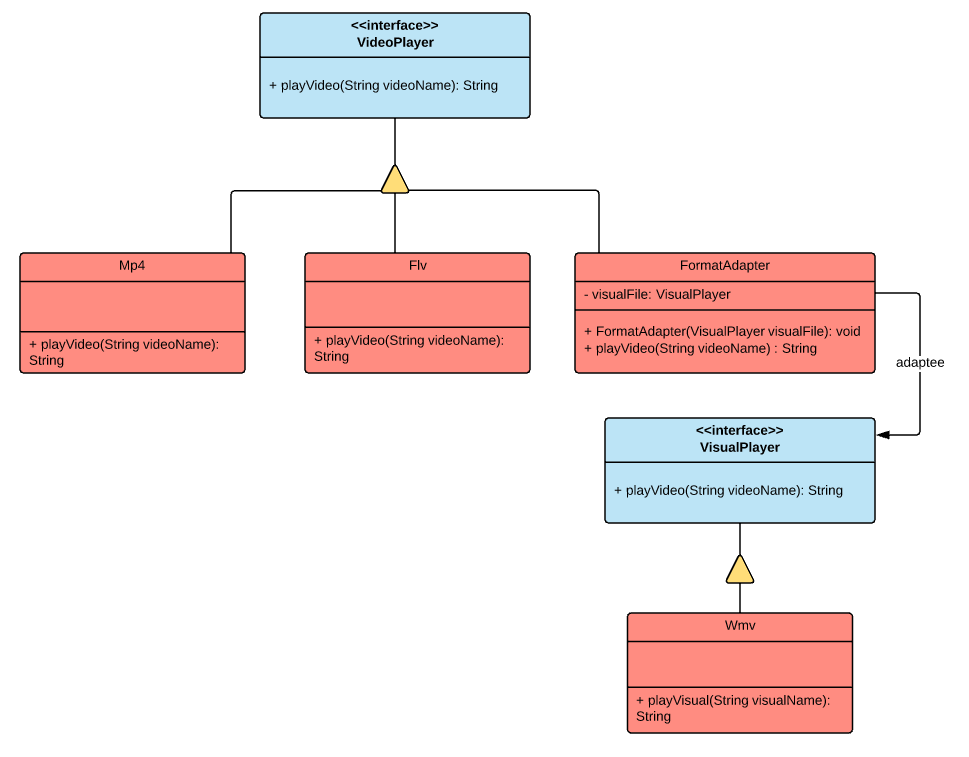 <<interface>>
VideoPlayer
+ playVideo(String videoName): String
Mp4
+ playVideo(String videoName):
String
Flv
+ playVideo(String videoName):
String
FormatAdapter
- visualFile: VisualPlayer
+ FormatAdapter(VisualPlayer visualFile): void
+ playVideo(String videoName) : String
adaptee
<<interface>>
VisualPlayer
+ playVideo(String videoName): String
Wmv
+ playVisual(String visualName):
String